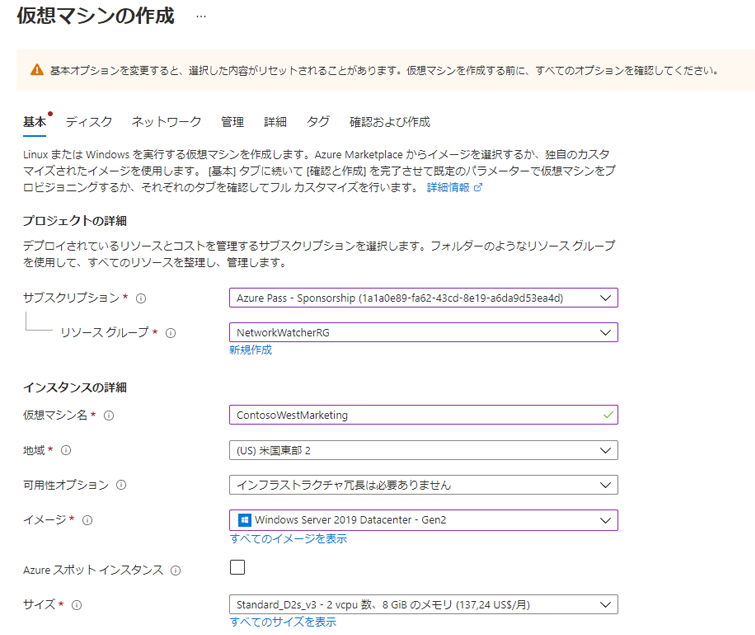 仮想マシンの作成 …
基本オプションを変更すると、選択した内容がリセットされることがあります。仮想マシンを作成する前に、すべてのオプションを確認してください。
基本 ディスク ネットワーク 管理 詳細 タグ 確認および作成
Linux または Windows を実行する仮想マシンを作成します。Azure Marketplace からイメージを選択するか、独自のカスタ
マイズされたイメージを使用します。 [基本] タブに続いて [確認と作成] を完了させて既定のパラメーターで仮想マシンをプ
ロビジョニングするか、それぞれのタブを確認してフル カスタマイズを行います。 詳細情報
プロジェクトの詳細
デプロイされているリソースとコストを管理するサブスクリプションを選択します。フォルダーのようなリソース グループ
を使用して、すべてのリソースを整理し、管理します。
サブスクリプション * Azure Pass - Sponsorship (1a1a0e89-fa62-43cd-8e19-a6da9d53ea4d)
リソース グループ * NetworkWatcherRG
新規作成
インスタンスの詳細
仮想マシン名 * ContosoWestMarketing
地域 * (US) 米国東部 2
可用性オプション インフラストラクチャ冗長は必要ありません
イメージ * Windows Server 2019 Datacenter - Gen2
すべてのイメージを表示
Azure スポット インスタンス
サイズ * Standard_D2s_v3 - 2 vcpu 数、8 GiB のメモリ (137,24 US$/月)
すべてのサイズを表示